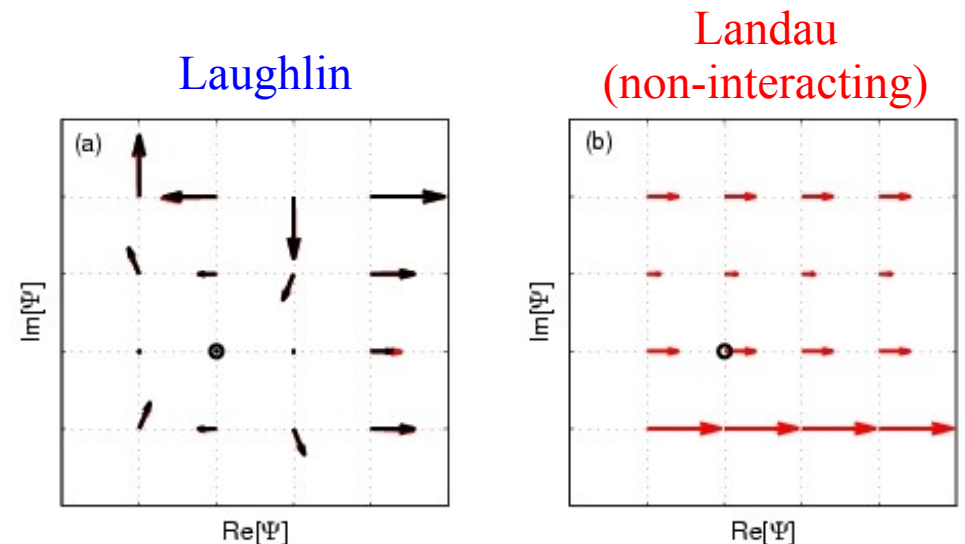 Laughlin
Landau
(non-interacting)
(a)
(b)
Im[Ψ]
Im[Ψ]
Re[Ψ]
Re[Ψ]